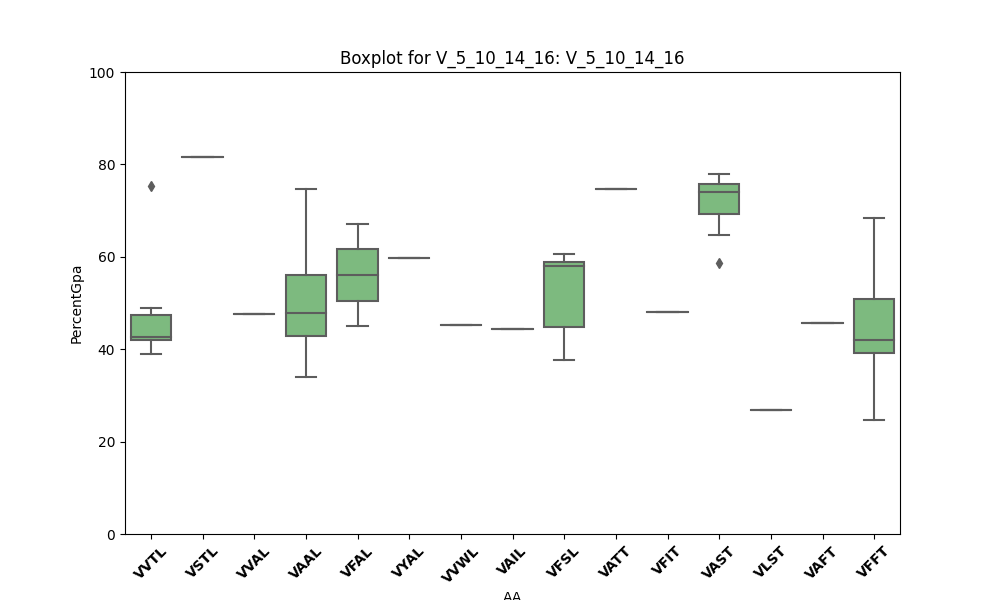 Boxplot for V_5_10_14_16: V_5_10_14_16
100
80
60
40
20
0
PercentGpa
VVTL VSTL VVAL VAAL VFAL VYAL VVWL VAIL VFSL VATT VFIT VAST VLST VAFT VFFT
AA